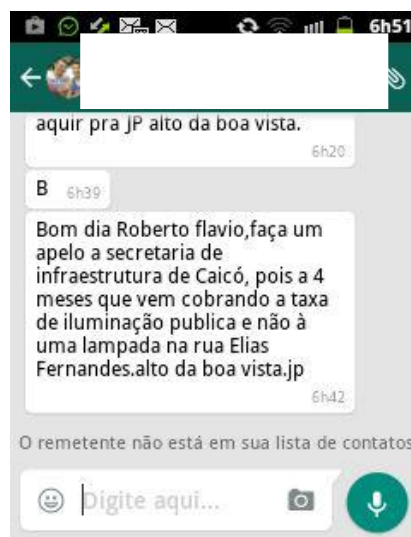 6h51
aquir pra JP alto da boa vista.
6h20
B 6h39
Bom dia Roberto flavio,faça um
apelo a secretaria de
infraestrutura de Caicó, pois a 4
meses que vem cobrando a taxa
de iluminação publica e não à
uma lampada na rua Elias
Fernandes.alto da boa vista.jp
6h42
O remetente não está em sua lista de contatos
Digite aqui...